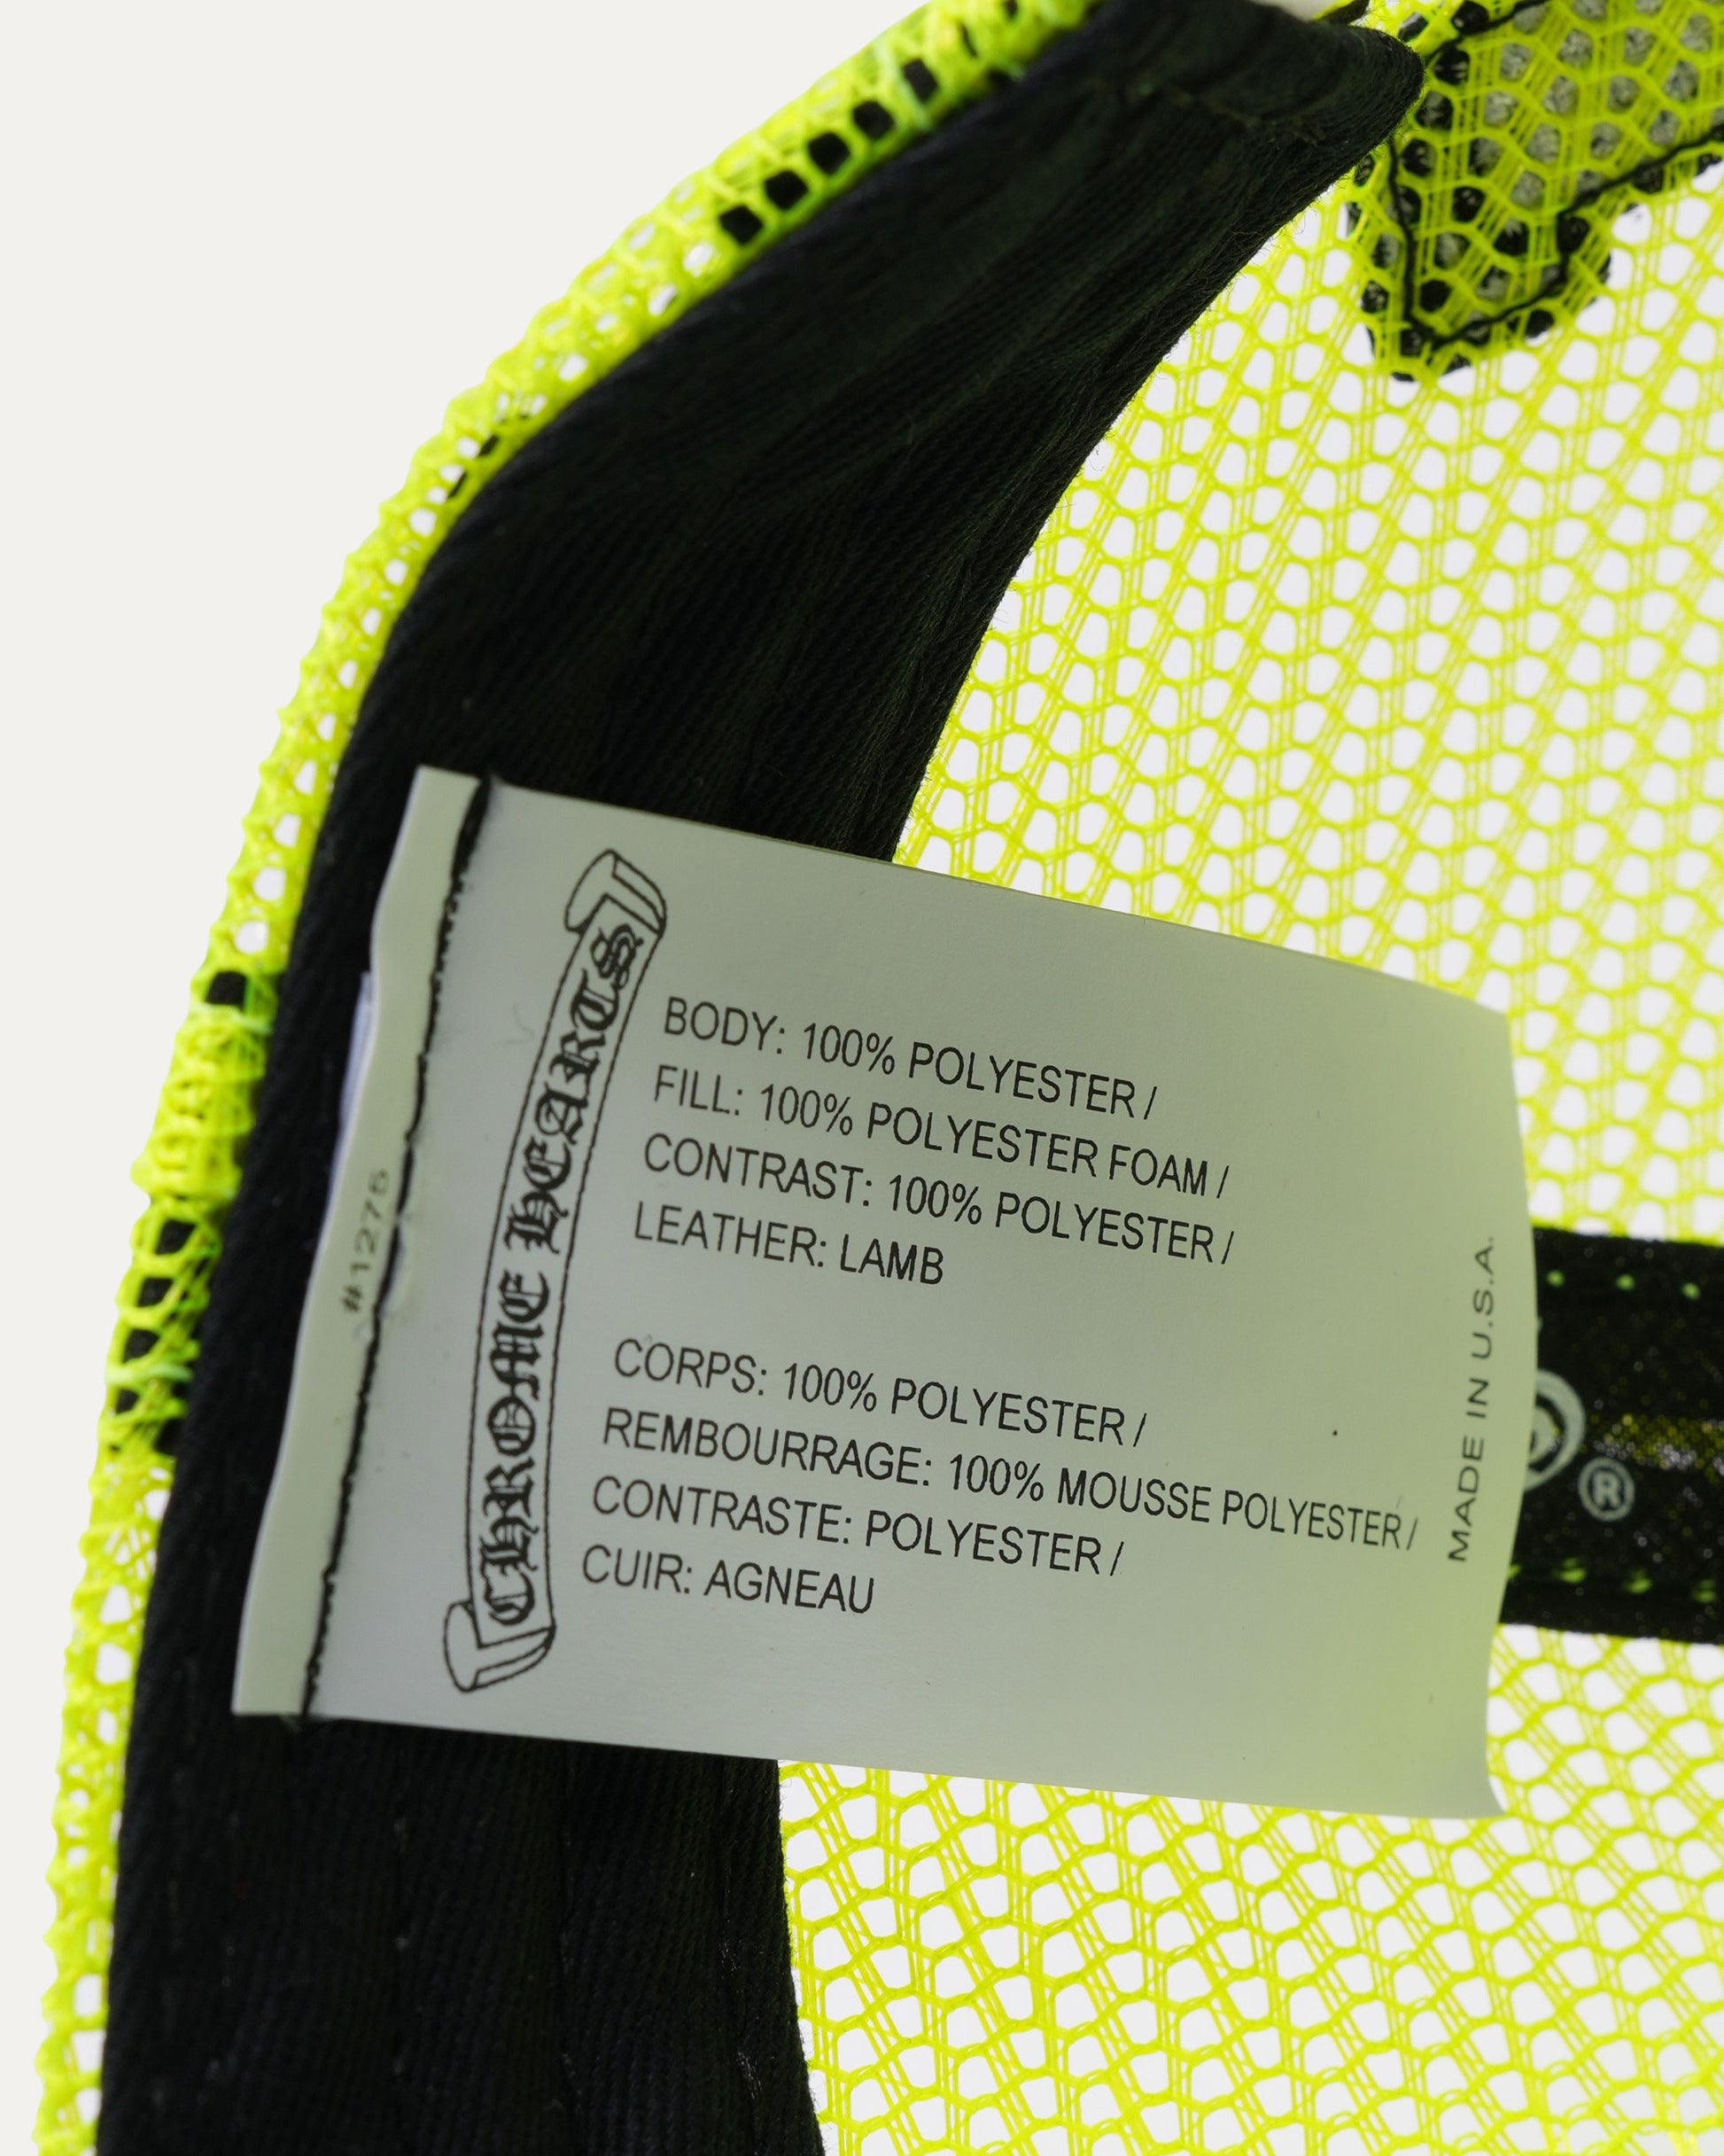 CHROME HEARTS
BODY: 100% POLYESTER /
FILL: 100% POLYESTER FOAM /
CONTRAST: 100% POLYESTER /
LEATHER: LAMB
CORPS: 100% POLYESTER /
REMBOURRAGE: 100% MOUSSE POLYESTER /
CONTRASTE: POLYESTER /
CUIR: AGNEAU
MADE IN U.S.A.
#1275
®